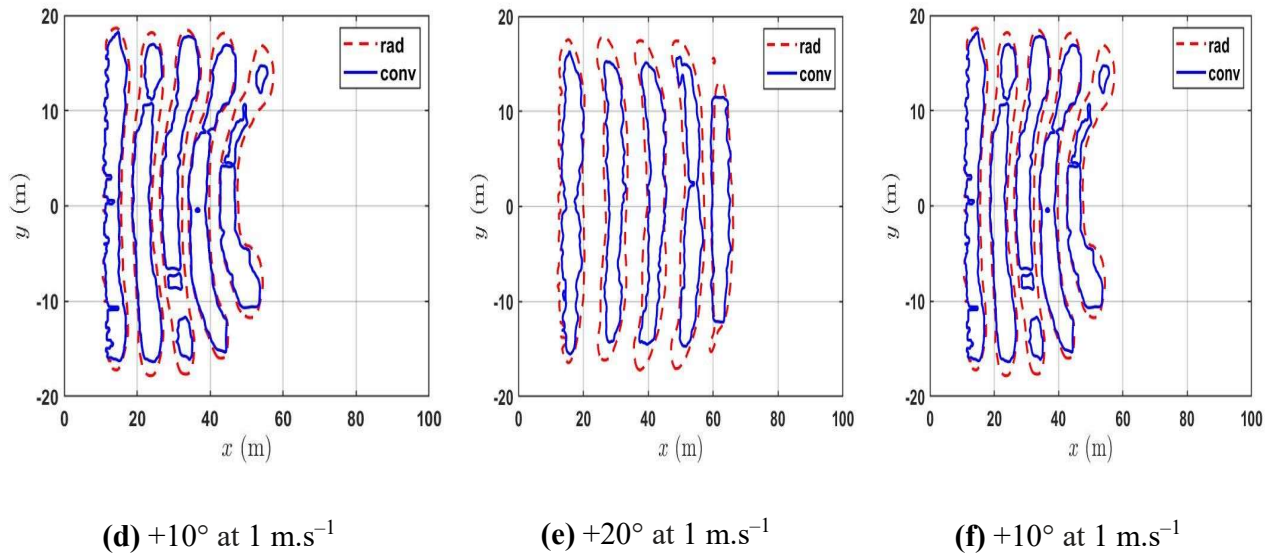 20
10
0
-10
-20
y (m)
0 20 40 60 80 100
x (m)
rad
conv
20
10
0
-10
-20
y (m)
0 20 40 60 80 100
x (m)
rad
conv
20
10
0
-10
-20
y (m)
0 20 40 60 80 100
x (m)
rad
conv
(d) +10° at 1 m.s⁻¹
(e) +20° at 1 m.s⁻¹
(f) +10° at 1 m.s⁻¹